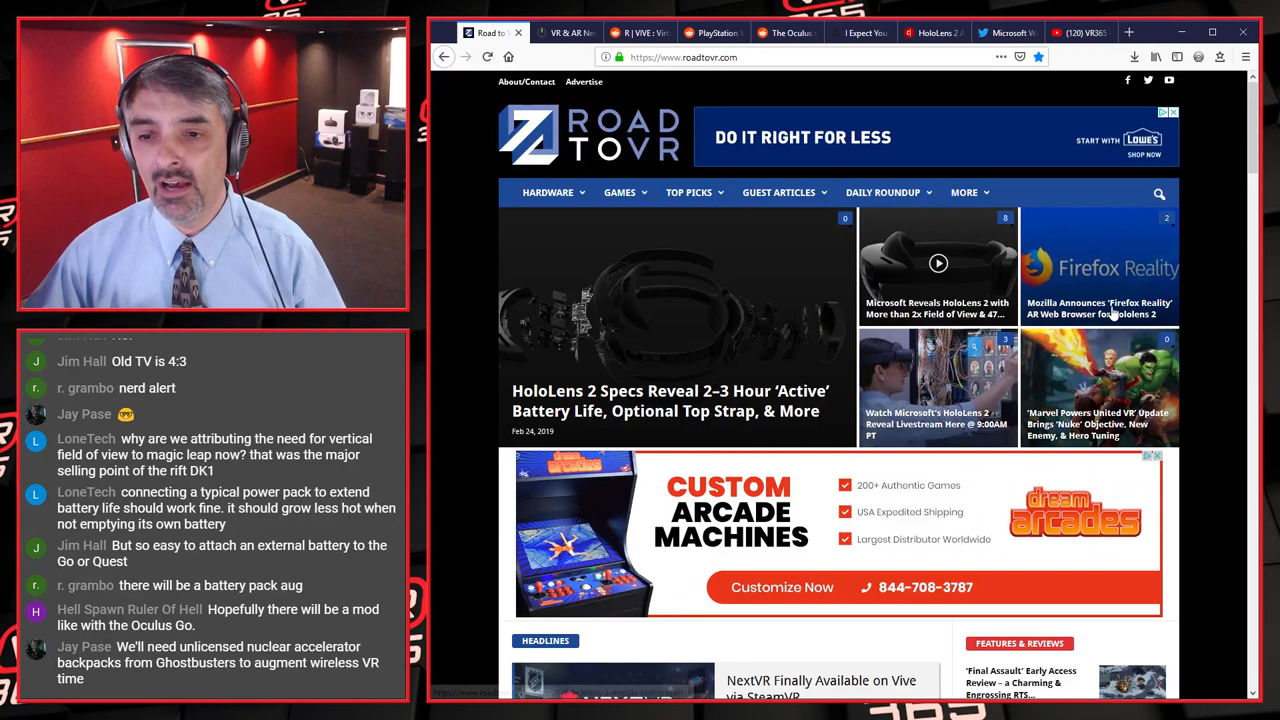 Jim Hall Old TV is 4:3
r. grambo nerd alert
Jay Pase
LoneTech why are we attributing the need for vertical
field of view to magic leap now? that was the major
selling point of the rift DK1
LoneTech connecting a typical power pack to extend
battery life should work fine. it should grow less hot when
not emptying its own battery
Jim Hall But so easy to attach an external battery to the
Go or Quest
r. grambo there will be a battery pack aug
Hell Spawn Ruler Of Hell Hopefully there will be a mod
like with the Oculus Go.
Jay Pase We'll need unlicensed nuclear accelerator
backpacks from Ghostbusters to augment wireless VR
time
Road to
VR & AR Ne
R | VIVE : Virt
PlayStation
The Oculus
I Expect You
HoloLens 2 A
Microsoft W
(120) VR365
https://www.roadtovr.com
About/Contact Advertise
ROAD
TOVR
DO IT RIGHT FOR LESS
START WITH LOWE'S
SHOP NOW
HARDWARE GAMES TOP PICKS GUEST ARTICLES DAILY ROUNDUP MORE
0
HoloLens 2 Specs Reveal 2–3 Hour ‘Active’
Battery Life, Optional Top Strap, & More
Feb 24, 2019
8
Microsoft Reveals HoloLens 2 with
More than 2x Field of View & 47...
2
Firefox Reality
Mozilla Announces ‘Firefox Reality’
AR Web Browser for Hololens 2
3
Watch Microsoft's HoloLens 2
Reveal Livestream Here @ 9:00AM
PT
0
‘Marvel Powers United VR’ Update
Brings ‘Nuke’ Objective, New
Enemy, & Hero Tuning
CUSTOM
ARCADE
MACHINES
200+ Authentic Games
USA Expedited Shipping
Largest Distributor Worldwide
dream
arcades
Customize Now 844-708-3787
HEADLINES
NextVR Finally Available on Vive
via SteamVR
FEATURES & REVIEWS
‘Final Assault’ Early Access
Review – a Charming &
Engrossing RTS...